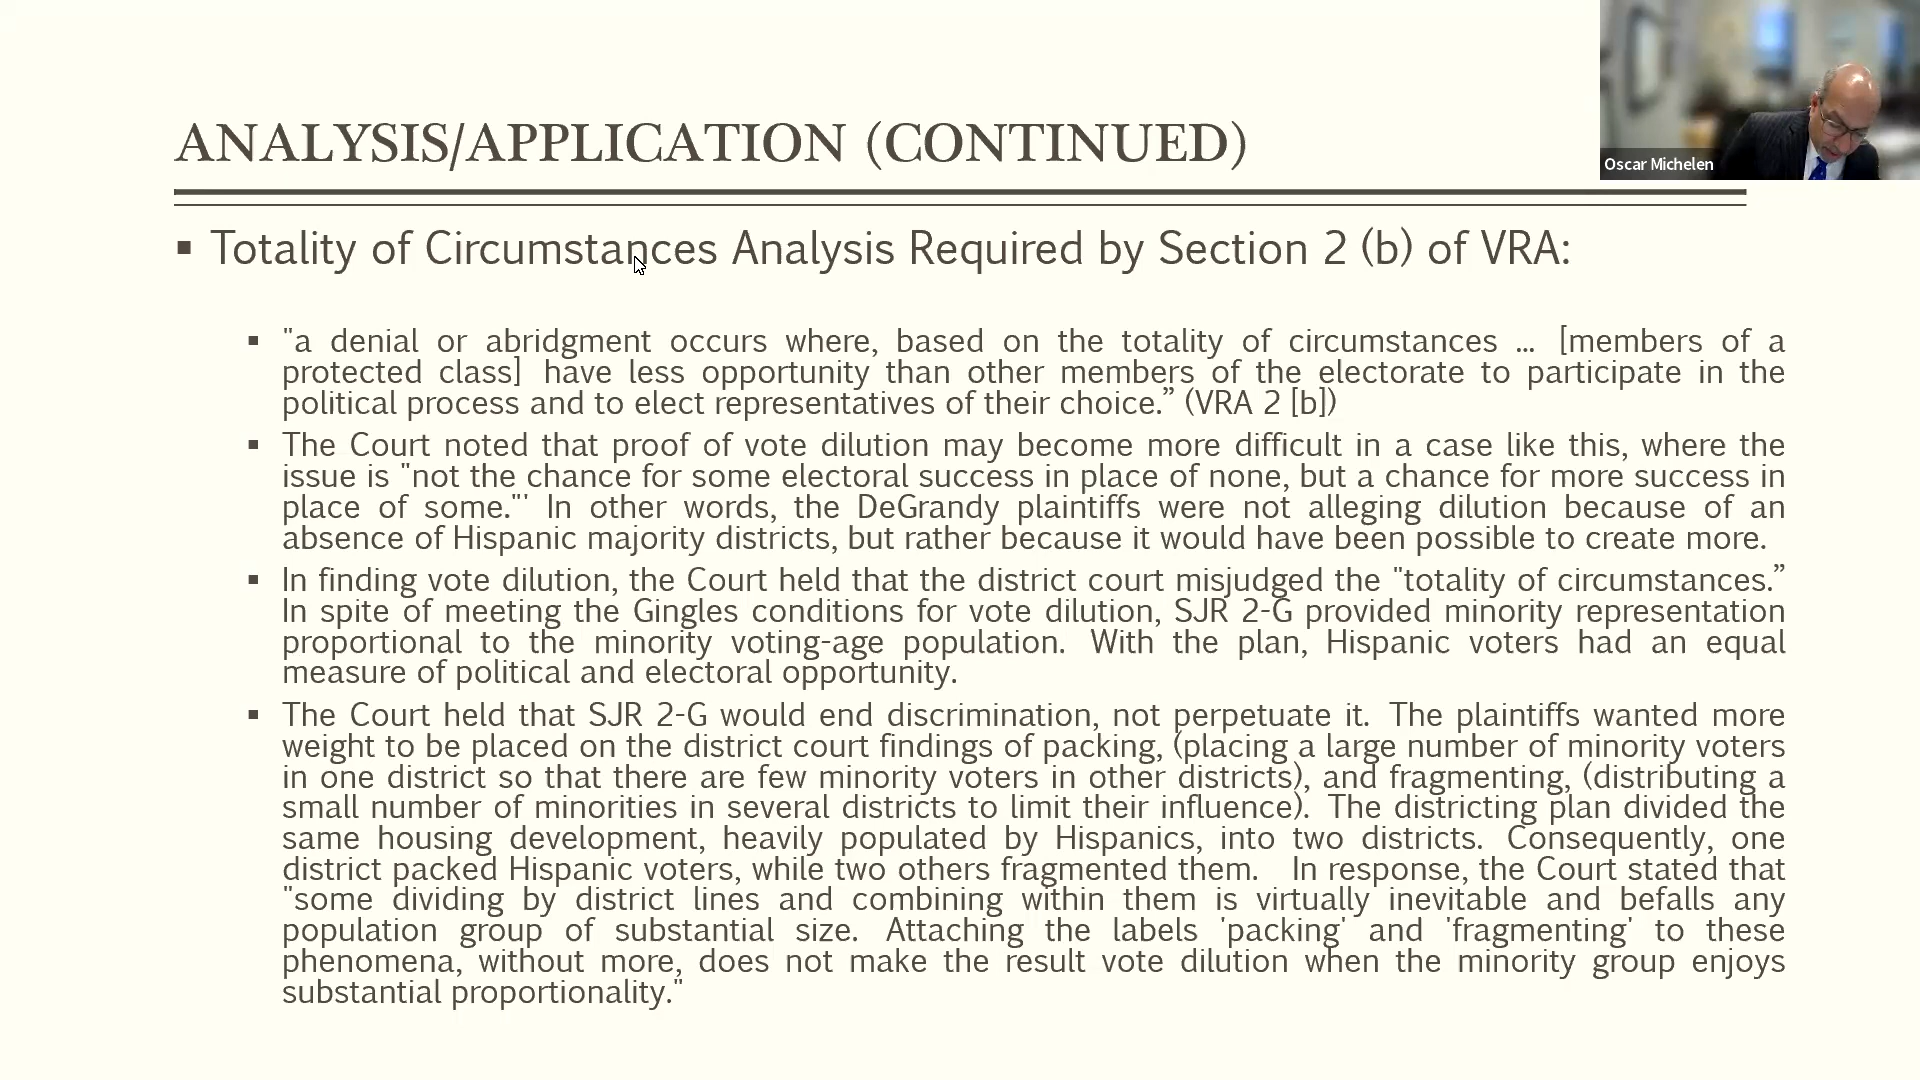 ANALYSIS/APPLICATION (CONTINUED)
Oscar Michelen
▪ Totality of Circumstances Analysis Required by Section 2 (b) of VRA:
▪ "a denial or abridgment occurs where, based on the totality of circumstances ... [members of a
protected class] have less opportunity than other members of the electorate to participate in the
political process and to elect representatives of their choice.” (VRA 2 [b])
▪ The Court noted that proof of vote dilution may become more difficult in a case like this, where the
issue is "not the chance for some electoral success in place of none, but a chance for more success in
place of some."' In other words, the DeGrandy plaintiffs were not alleging dilution because of an
absence of Hispanic majority districts, but rather because it would have been possible to create more.
▪ In finding vote dilution, the Court held that the district court misjudged the "totality of circumstances.”
In spite of meeting the Gingles conditions for vote dilution, SJR 2-G provided minority representation
proportional to the minority voting-age population. With the plan, Hispanic voters had an equal
measure of political and electoral opportunity.
▪ The Court held that SJR 2-G would end discrimination, not perpetuate it. The plaintiffs wanted more
weight to be placed on the district court findings of packing, (placing a large number of minority voters
in one district so that there are few minority voters in other districts), and fragmenting, (distributing a
small number of minorities in several districts to limit their influence). The districting plan divided the
same housing development, heavily populated by Hispanics, into two districts. Consequently, one
district packed Hispanic voters, while two others fragmented them. In response, the Court stated that
"some dividing by district lines and combining within them is virtually inevitable and befalls any
population group of substantial size. Attaching the labels 'packing' and 'fragmenting' to these
phenomena, without more, does not make the result vote dilution when the minority group enjoys
substantial proportionality."